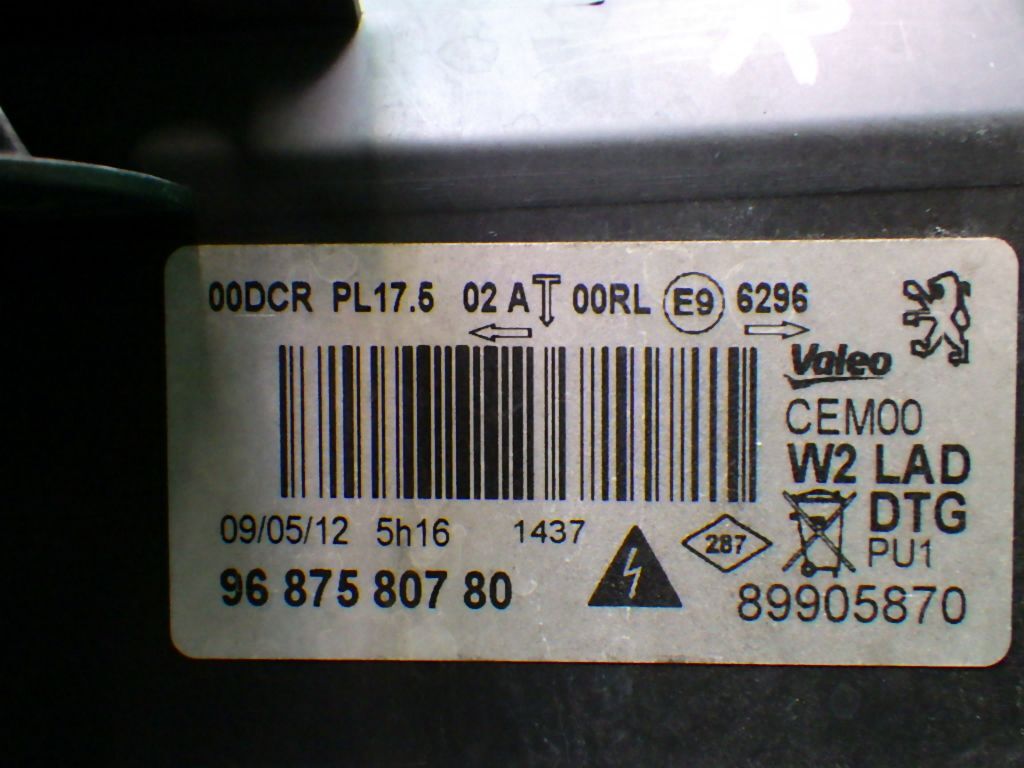 00DCR PL17.5 02 A 00RL E9 6296
Valeo
CEM00
W2 LAD
DTG
PU1
09/05/12 5h16 1437
287
96 875 807 80
89905870